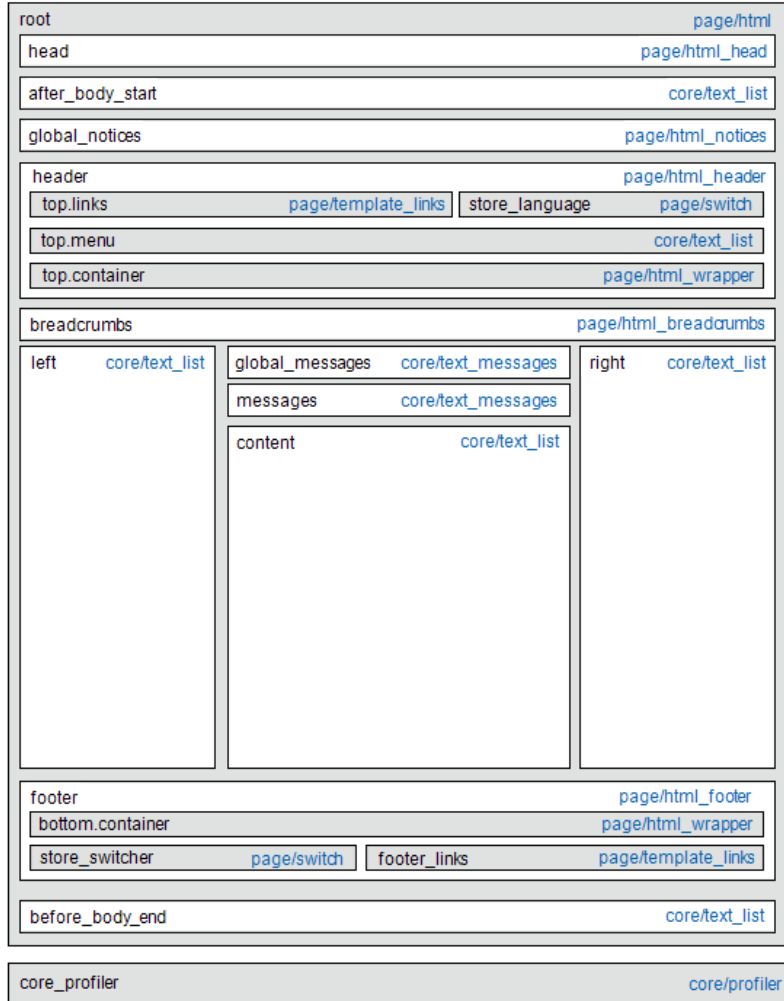 root page/html
head page/html_head
after_body_start core/text_list
global_notices page/html_notices
header page/html_header
top.links page/template_links store_language page/switch
top.menu core/text_list
top.container page/html_wrapper
breadcrumbs page/html_breadcrumbs
left core/text_list global_messages core/text_messages right core/text_list
messages core/text_messages
content core/text_list
footer page/html_footer
bottom.container page/html_wrapper
store_switcher page/switch footer_links page/template_links
before_body_end core/text_list
core_profiler core/profiler